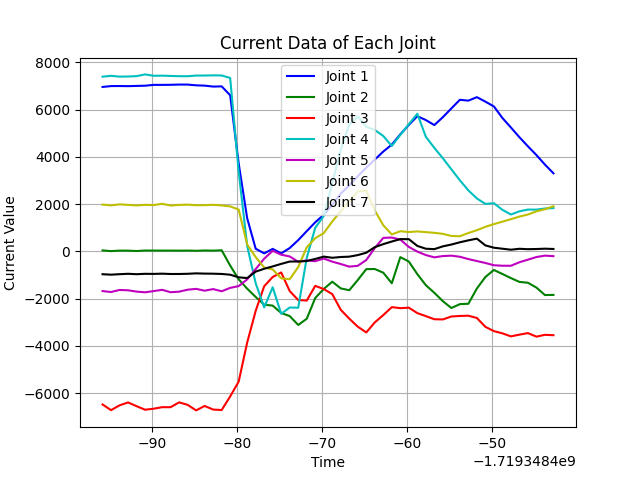 Current Data of Each Joint
8000
6000
4000
2000
0
−2000
−4000
−6000
Current Value
Joint 1
Joint 2
Joint 3
Joint 4
Joint 5
Joint 6
Joint 7
−90 −80 −70 −60 −50
Time
−1.7193484e9